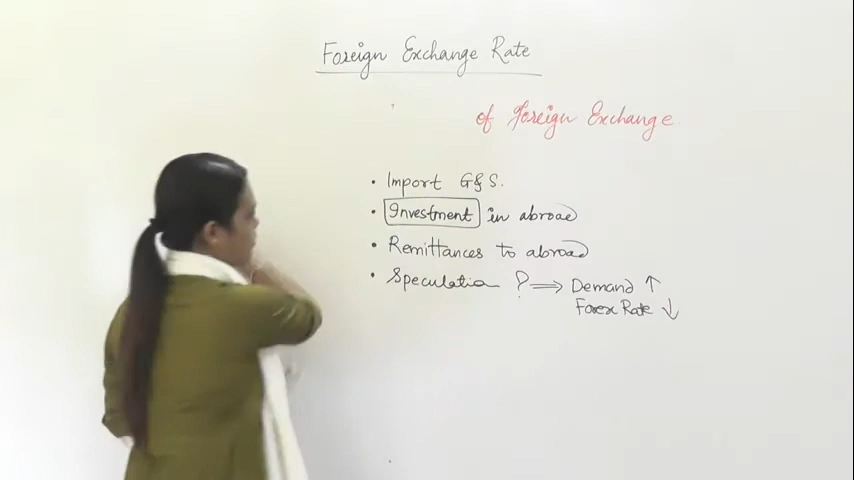 Foreign Exchange Rate
of Foreign Exchange.
• Import G&S.
• Investment in abroad
• Remittances to abroad
• Speculation ? ⟹ Demand ↑
Forex Rate ↓